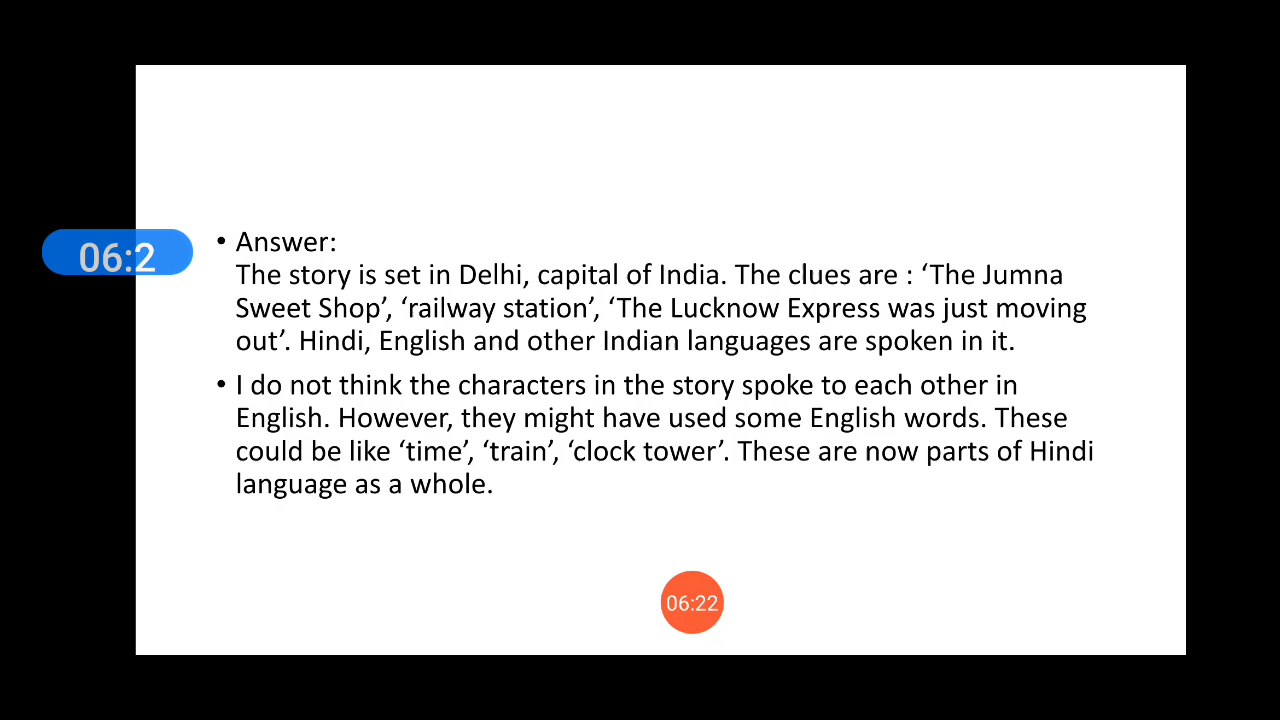 • Answer:
The story is set in Delhi, capital of India. The clues are : ‘The Jumna
Sweet Shop’, ‘railway station’, ‘The Lucknow Express was just moving
out’. Hindi, English and other Indian languages are spoken in it.
• I do not think the characters in the story spoke to each other in
English. However, they might have used some English words. These
could be like ‘time’, ‘train’, ‘clock tower’. These are now parts of Hindi
language as a whole.
06:2
06:22